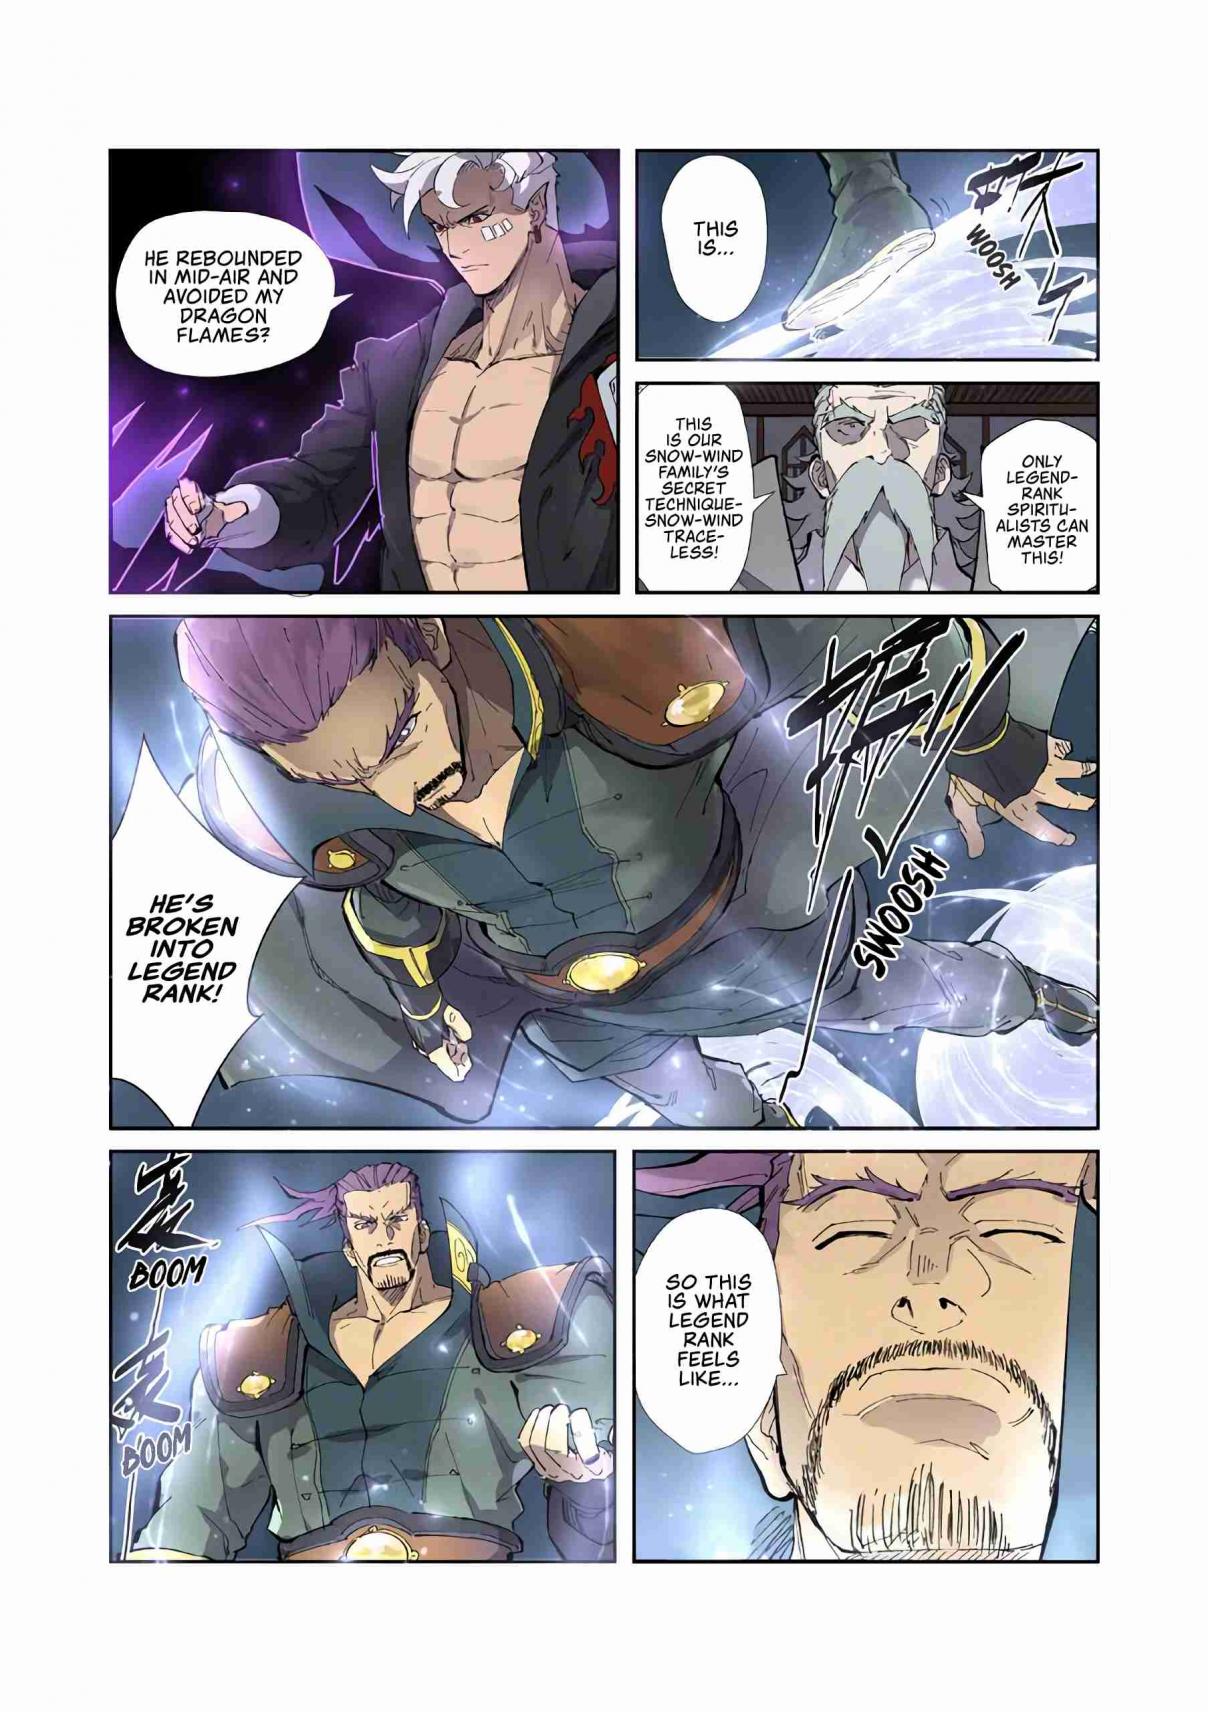 HE REBOUNDED
IN MID-AIR AND
AVOIDED MY
DRAGON
FLAMES?
THIS
IS...
WOOSH
THIS
IS OUR
SNOW-WIND
FAMILY'S
SECRET
TECHNIQUE-
SNOW-WIND
TRACE-
LESS!
ONLY
LEGEND-
RANK
SPIRITU-
ALISTS CAN
MASTER
THIS!
HE'S
BROKEN
INTO
LEGEND
RANK!
SWOOSH
BOOM
BOOM
SO THIS
IS WHAT
LEGEND
RANK
FEELS
LIKE...